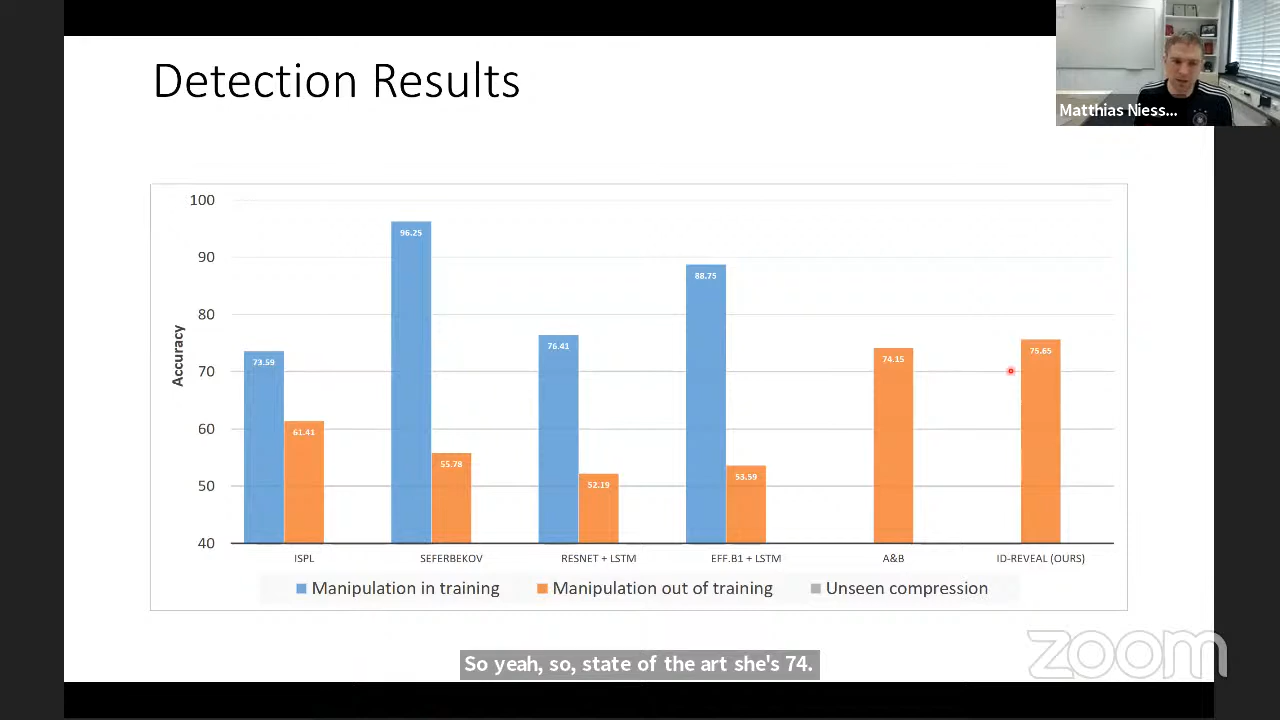 Detection Results
Matthias Niess...
100
90
80
70
60
50
40
Accuracy
73.59
61.41
96.25
55.78
76.41
52.19
88.75
53.59
74.15
75.65
ISPL
SEFERBEKOV
RESNET + LSTM
EFF.B1 + LSTM
A&B
ID-REVEAL (OURS)
Manipulation in training
Manipulation out of training
Unseen compression
zoom
So yeah, so, state of the art she's 74.